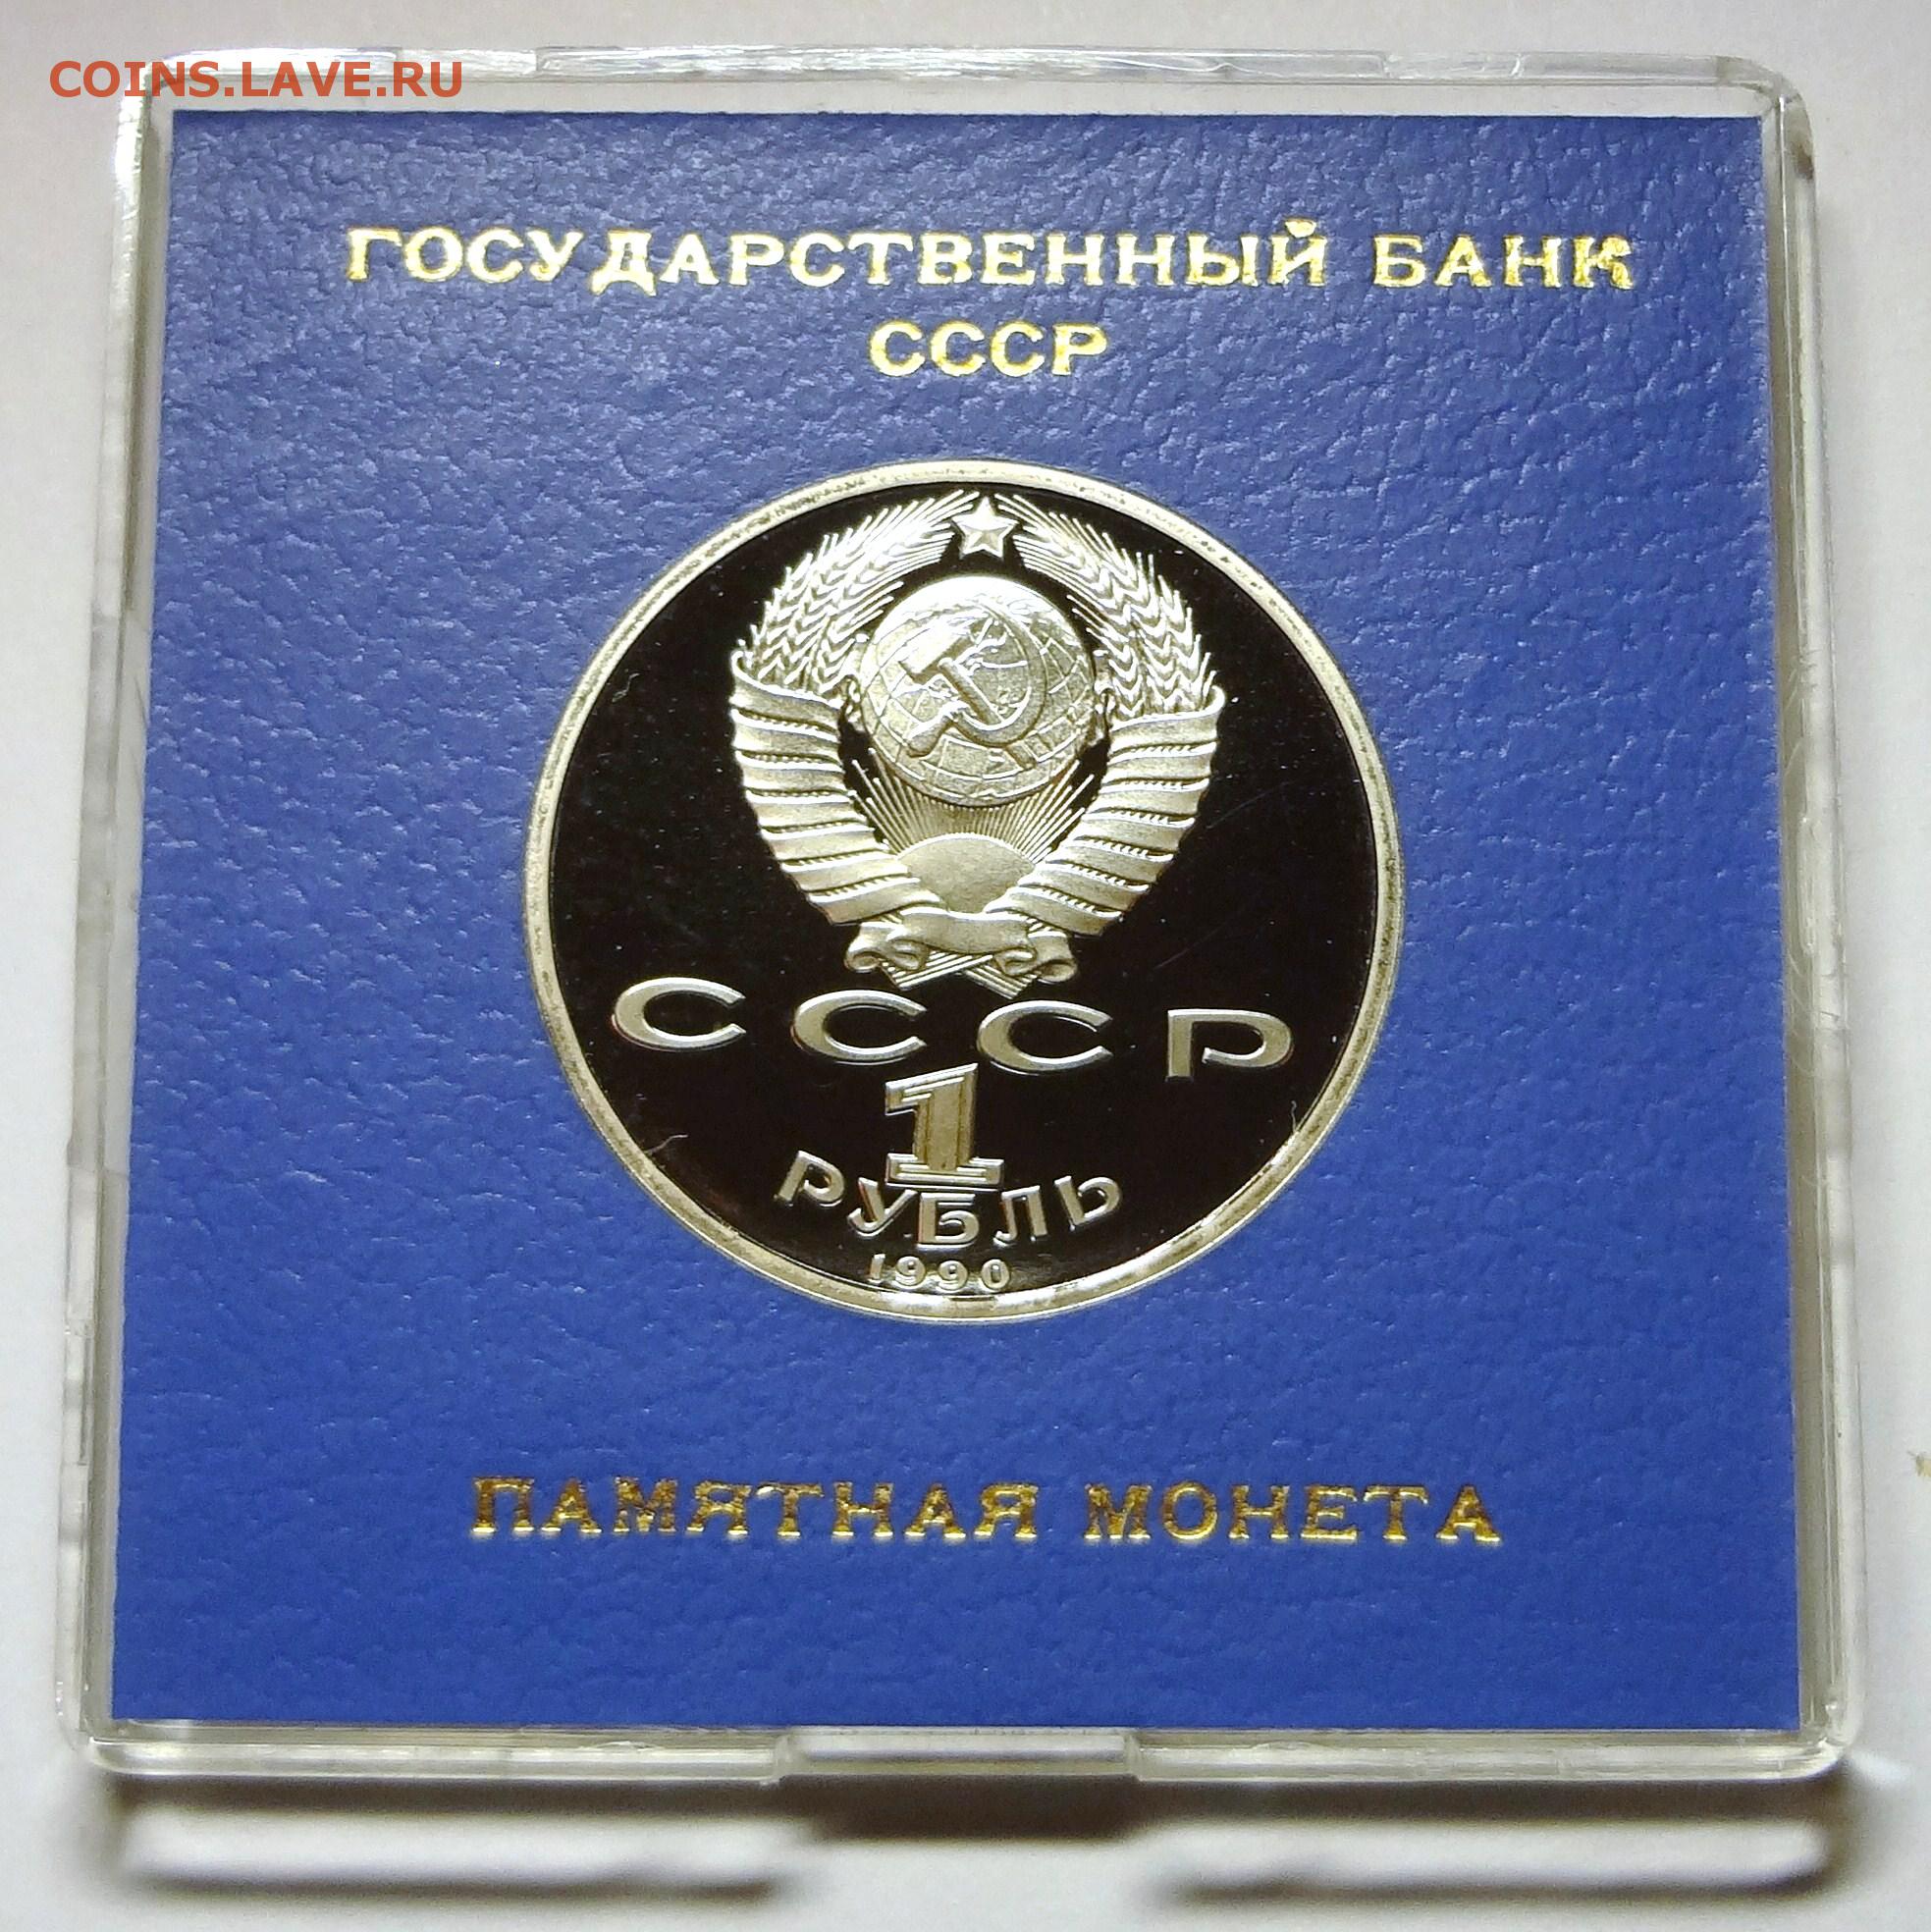 COINS.LAVE.RU
ГОСУДАРСТВЕННЫЙ БАНК
СССР
СССР
1
РУБЛЬ
1990
ПАМЯТНАЯ МОНЕТА